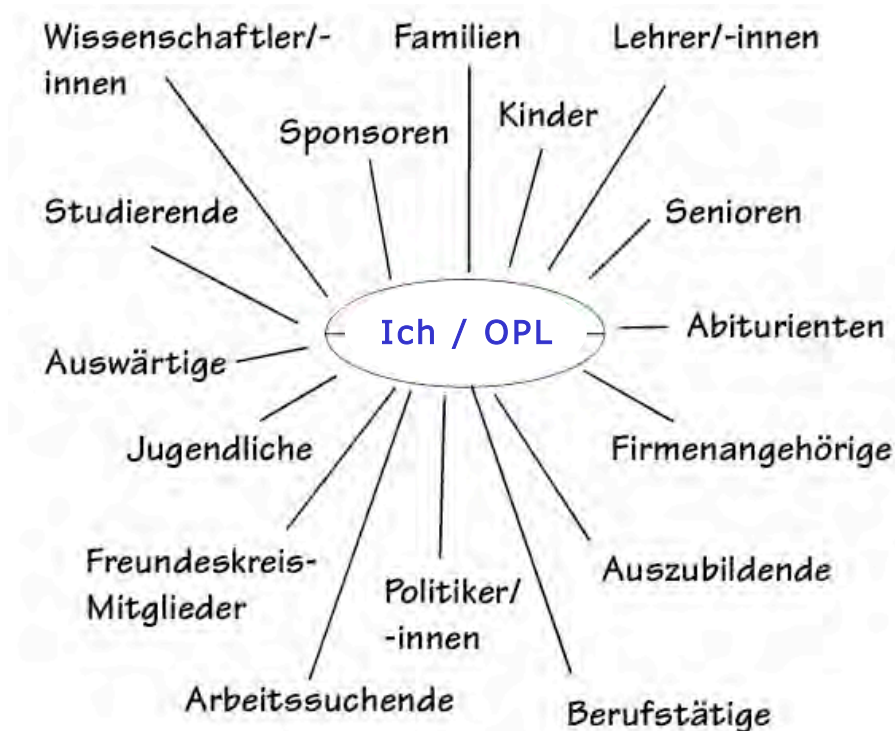 Wissenschaftler/-
innen
Familien
Lehrer/-innen
Sponsoren
Kinder
Studierende
Senioren
Ich / OPL
Abiturienten
Auswärtige
Jugendliche
Firmenangehörige
Freundeskreis-
Mitglieder
Politiker/
-innen
Auszubildende
Arbeitssuchende
Berufstätige